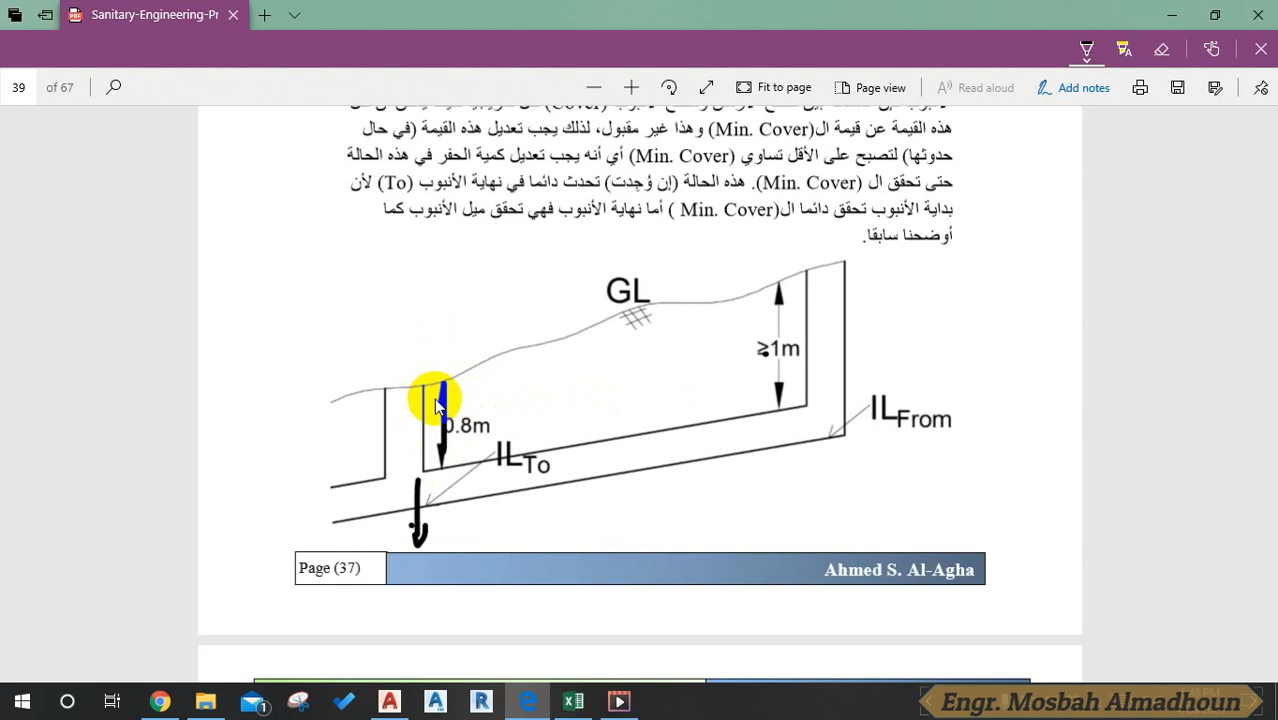 Sanitary-Engineering-Pr
39 of 67
Fit to page
Page view
Read aloud
Add notes
هذه القيمة عن قيمة ال(Min. Cover) وهذا غير مقبول، لذلك يجب تعديل هذه القيمة (في حال
حدوثها) لتصبح على الأقل تساوي (Min. Cover) أي أنه يجب تعديل كمية الحفر في هذه الحالة
حتى تحقق ال (Min. Cover). هذه الحالة (إن وُجدت) تحدث دائما في نهاية الأنبوب (To) لأن
بداية الأنبوب تحقق دائما ال(Min. Cover ) أما نهاية الأنبوب فهي تحقق ميل الأنبوب كما
أوضحنا سابقا.
GL
≥1m
0.8m
IL From
IL To
Page (37)
Ahmed S. Al-Agha
Engr. Mosbah Almadhoun